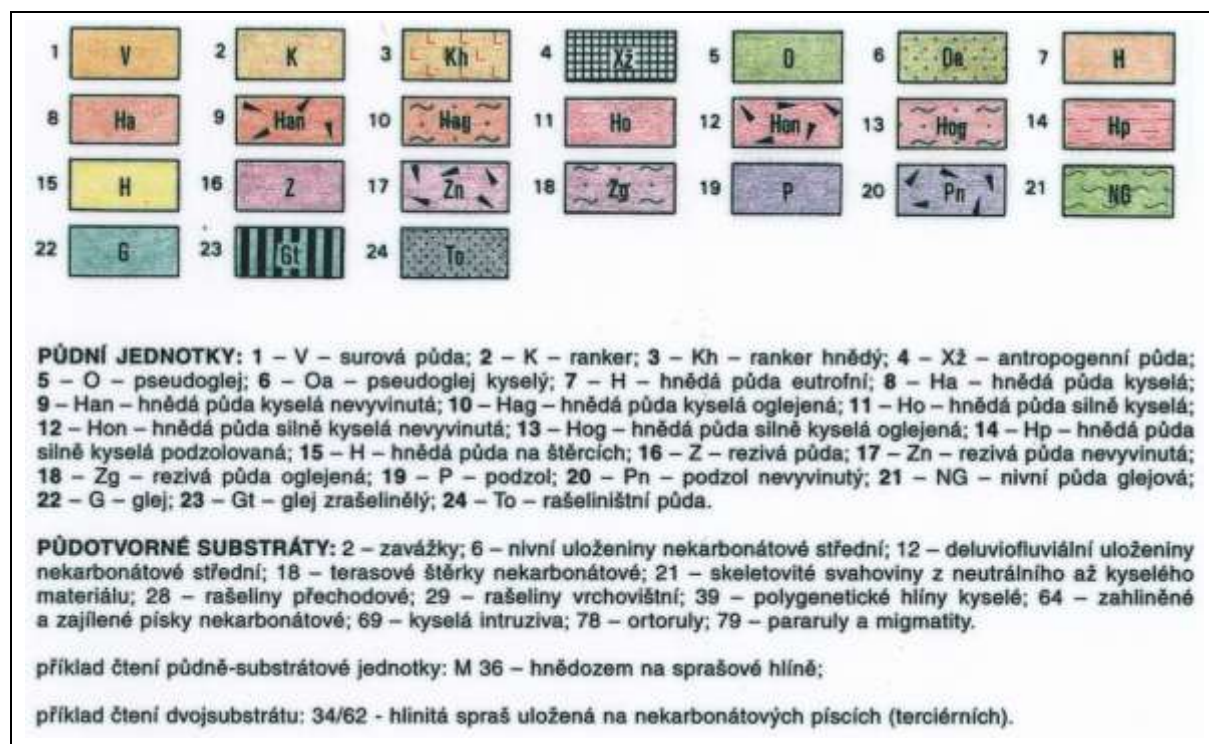 1 V 2 K 3 Kh 4 Xž 5 O 6 Oa 7 H
8 Ha 9 Han 10 Hag 11 Ho 12 Hon 13 Hog 14 Hp
15 H 16 Z 17 Zn 18 Zg 19 P 20 Pn 21 NG
22 G 23 Gt 24 To
PŮDNÍ JEDNOTKY: 1 – V – surová půda; 2 – K – ranker; 3 – Kh – ranker hnědý; 4 – Xž – antropogenní půda;
5 – O – pseudoglej; 6 – Oa – pseudoglej kyselý; 7 – H – hnědá půda eutrofní; 8 – Ha – hnědá půda kyselá;
9 – Han – hnědá půda kyselá nevyvinutá; 10 – Hag – hnědá půda kyselá oglejená; 11 – Ho – hnědá půda silně kyselá;
12 – Hon – hnědá půda silně kyselá nevyvinutá; 13 – Hog – hnědá půda silně kyselá oglejená; 14 – Hp – hnědá půda
silně kyselá podzolovaná; 15 – H – hnědá půda na štěrcích; 16 – Z – rezivá půda; 17 – Zn – rezivá půda nevyvinutá;
18 – Zg – rezivá půda oglejená; 19 – P – podzol; 20 – Pn – podzol nevyvinutý; 21 – NG – nivní půda glejová;
22 – G – glej; 23 – Gt – glej zrašelinělý; 24 – To – rašeliništní půda.
PŮDOTVORNÉ SUBSTRÁTY: 2 – zavážky; 6 – nivní uloženiny nekarbonátové střední; 12 – deluviofluviální uloženiny
nekarbonátové střední; 18 – terasové štěrky nekarbonátové; 21 – skeletovité svahoviny z neutrálního až kyselého
materiálu; 28 – rašeliny přechodové; 29 – rašeliny vrchovištní; 39 – polygenetické hlíny kyselé; 64 – zahliněné
a zajílené písky nekarbonátové; 69 – kyselá intruziva; 78 – ortoruly; 79 – pararuly a migmatity.
příklad čtení půdně-substrátové jednotky: M 36 – hnědozem na sprašové hlíně;
příklad čtení dvojsubstrátu: 34/62 - hlinitá spraš uložená na nekarbonátových píscích (terciérních).